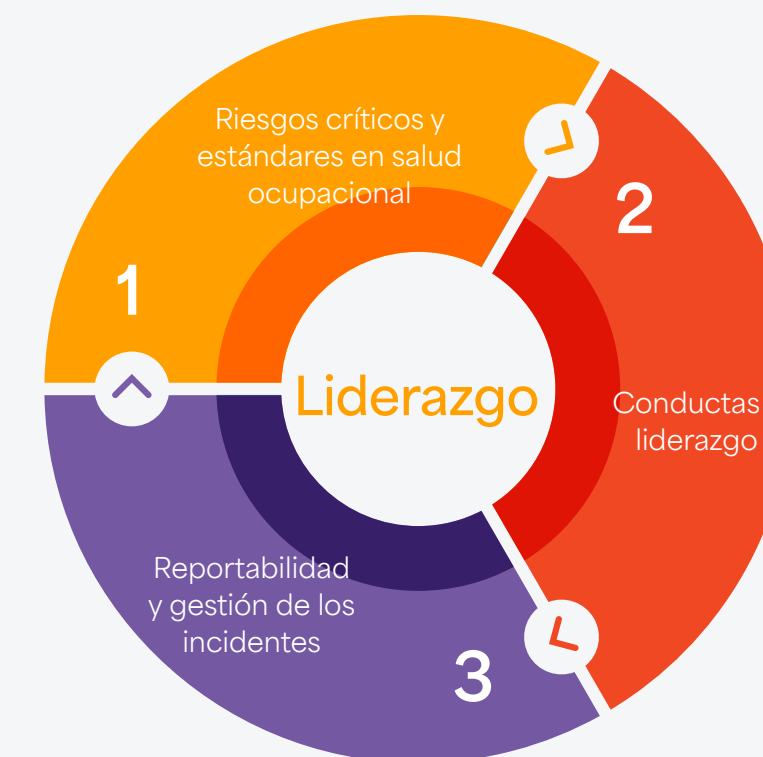 1
Riesgos críticos y
estándares en salud
ocupacional
2
Conductas
liderazgo
3
Reportabilidad
y gestión de los
incidentes
Liderazgo